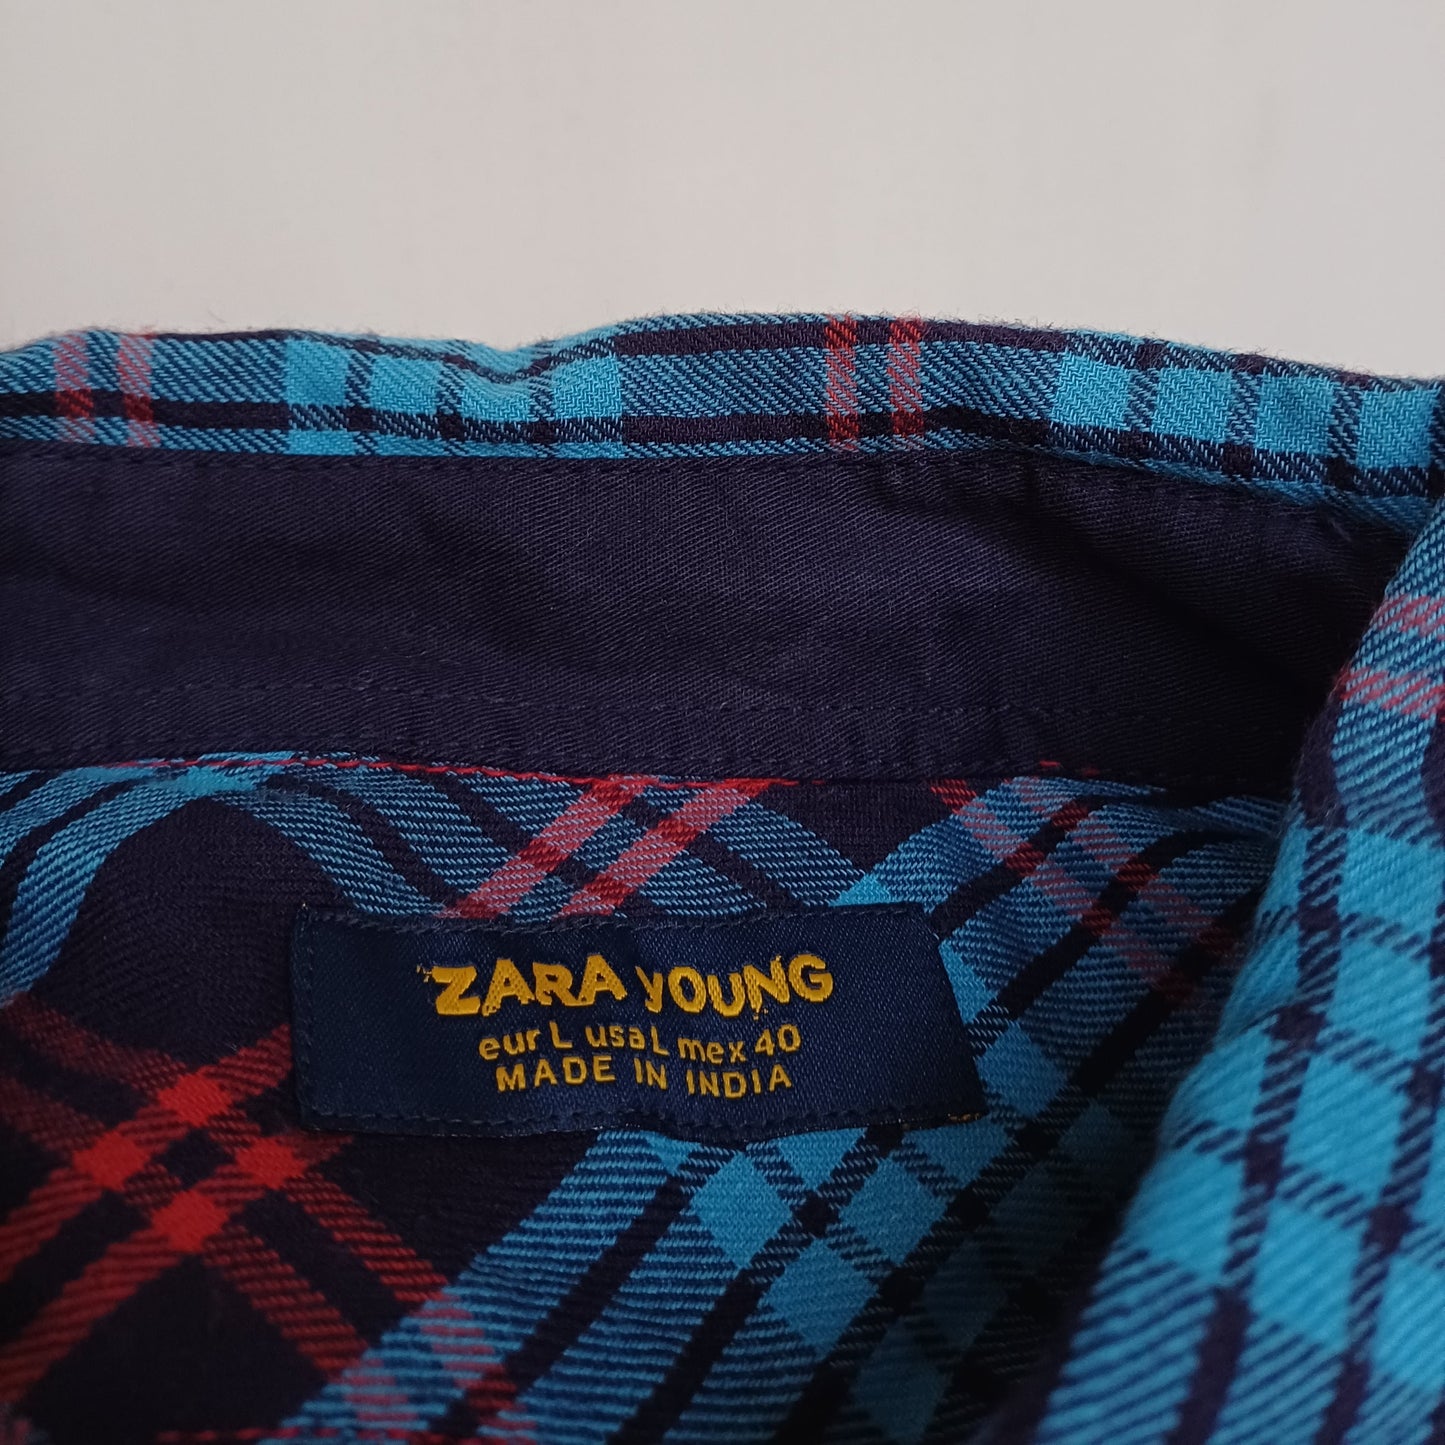 ZARA YOUNG
eur L usa L mex 40
MADE IN INDIA